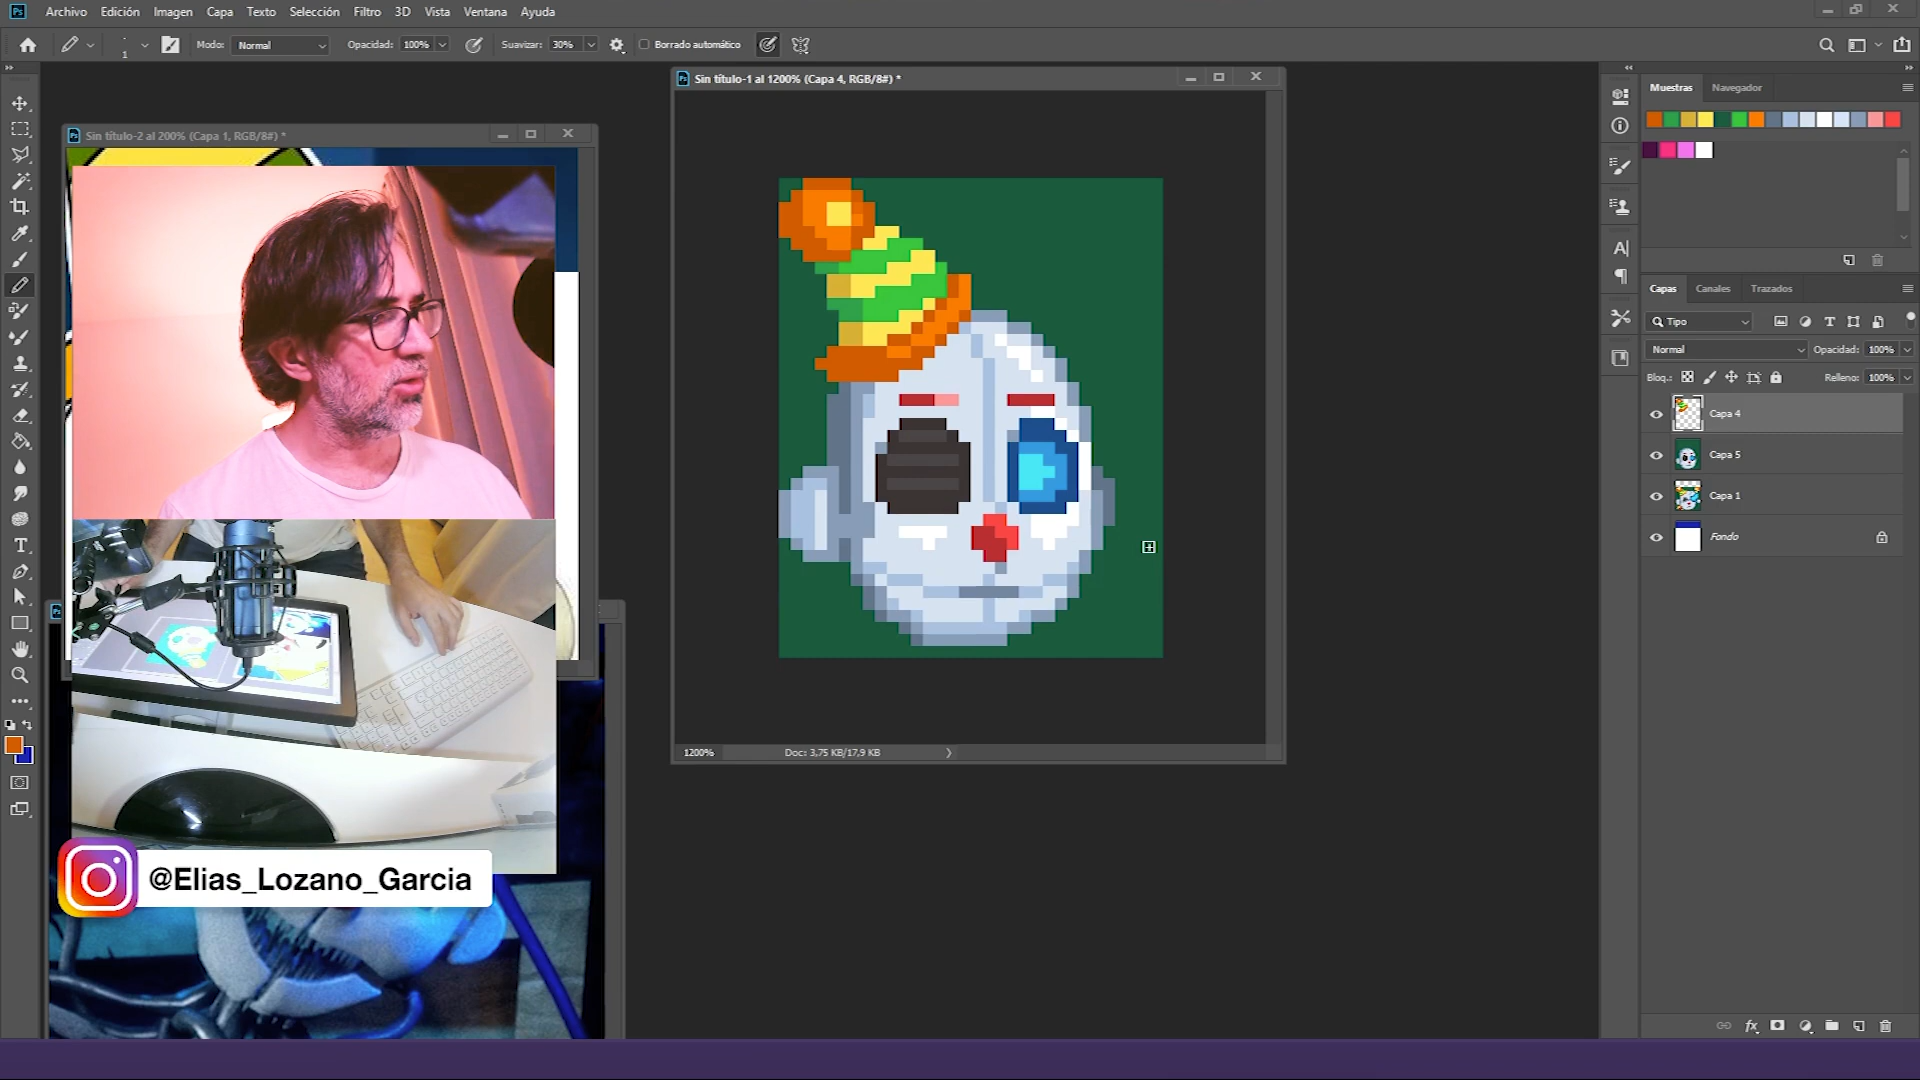 Ps Archivo Edición Imagen Capa Texto Selección Filtro 3D Vista Ventana Ayuda
1 Modo: Normal Opacidad: 100% Suavizar: 30% Borrado automático
Sin título-1 al 1200% (Capa 4, RGB/8#) *
Muestras Navegador
Sin título-2 al 200% (Capa 1, RGB/8#) *
Capas Canales Trazados
Tipo
Normal Opacidad: 100%
Bloq.: Relleno: 100%
Capa 4
Capa 5
Capa 1
Fondo
1200% Doc: 3,75 KB/17,9 KB
@Elias_Lozano_Garcia